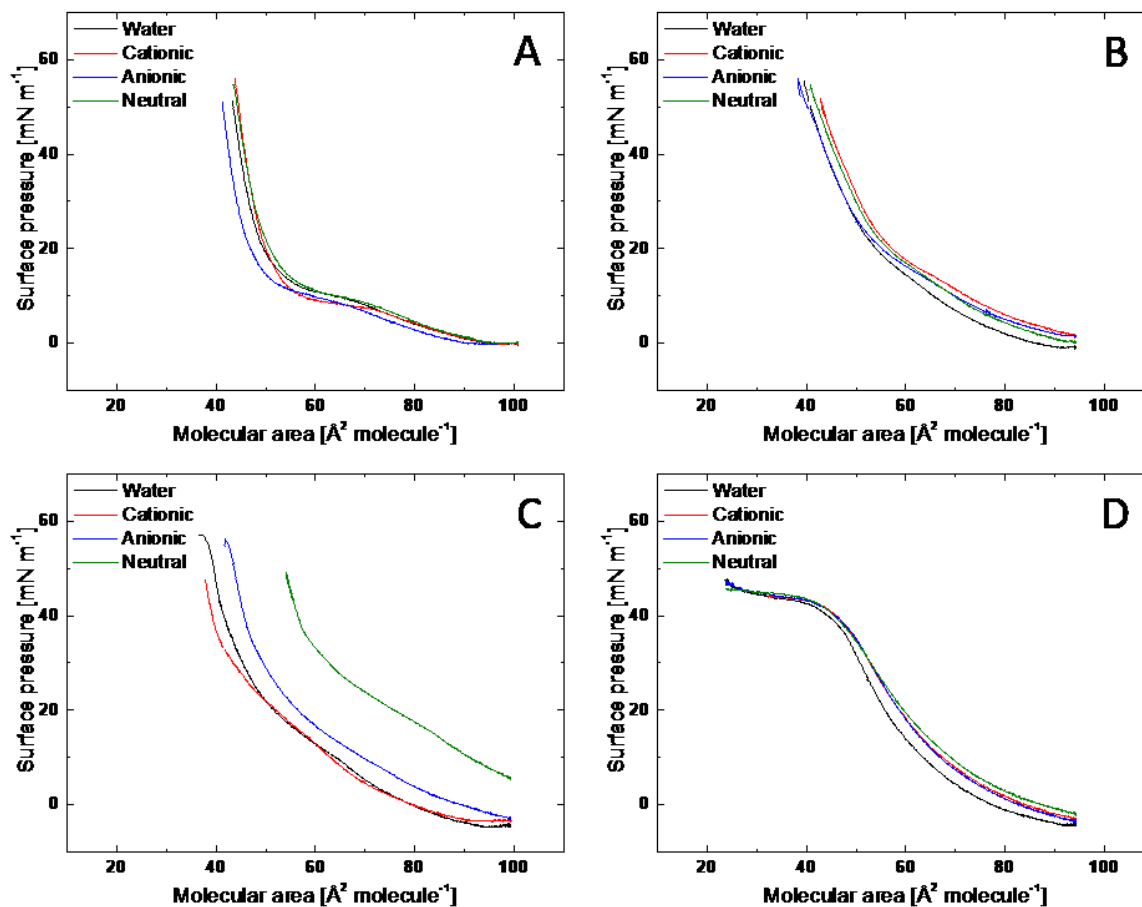 A
Water
Cationic
Anionic
Neutral
60
40
20
0
Surface pressure [mN m⁻¹]
20 40 60 80 100
Molecular area [Å² molecule⁻¹]
B
Water
Cationic
Anionic
Neutral
60
40
20
0
Surface pressure [mN m⁻¹]
20 40 60 80 100
Molecular area [Å² molecule⁻¹]
C
Water
Cationic
Anionic
Neutral
60
40
20
0
Surface pressure [mN m⁻¹]
20 40 60 80 100
Molecular area [Å² molecule⁻¹]
D
Water
Cationic
Anionic
Neutral
60
40
20
0
Surface pressure [mN m⁻¹]
20 40 60 80 100
Molecular area [Å² molecule⁻¹]